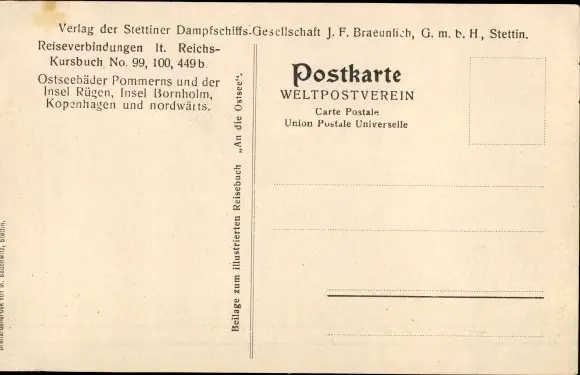 Verlag der Stettiner Dampfschiffs-Gesellschaft J. F. Braeunlich, G. m. b. H., Stettin.
Reiseverbindungen lt. Reichs-
Kursbuch No. 99, 100, 449b
Ostseebäder Pommerns und der
Insel Rügen, Insel Bornholm,
Kopenhagen und nordwärts.
Beilage zum illustrierten Reisebuch „An die Ostsee“.
Postkarte
WELTPOSTVEREIN
Carte Postale
Union Postale Universelle
Stettin.